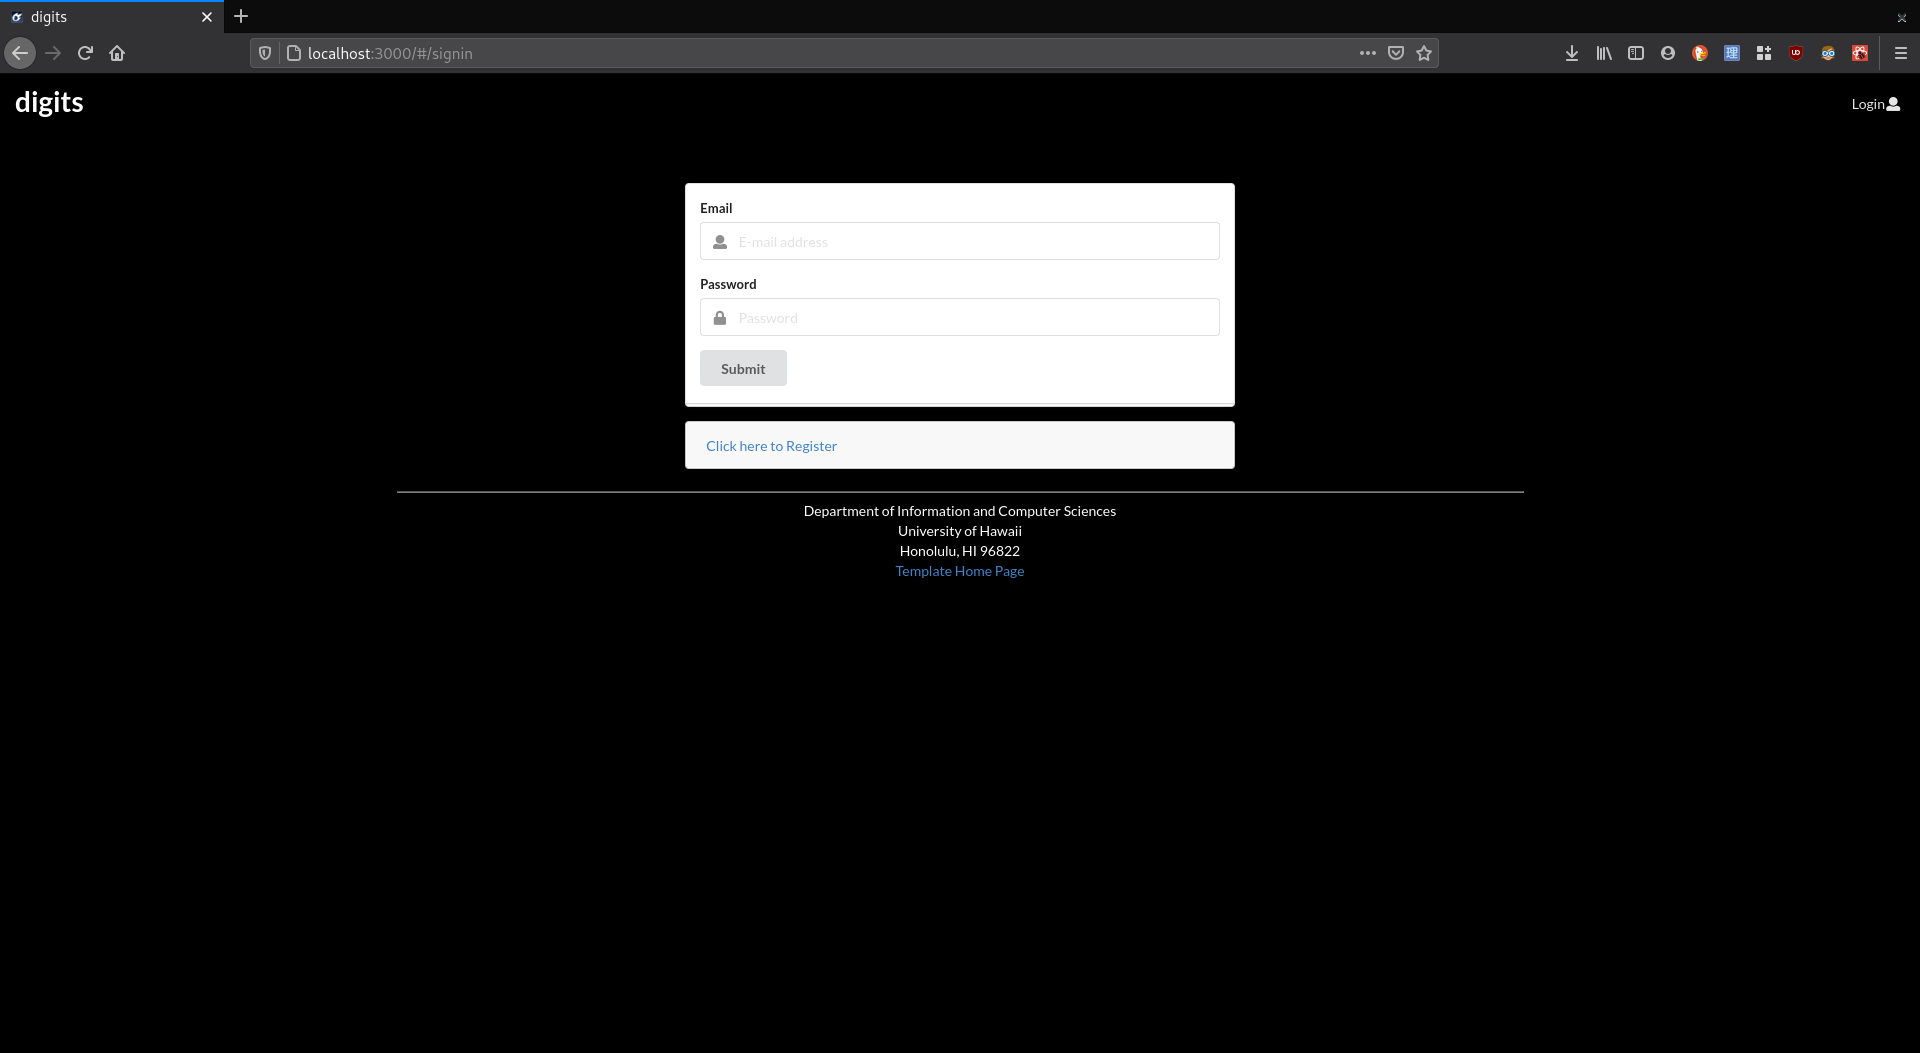 digits
localhost:3000/#/signin
理
digits
Login
Email
E-mail address
Password
Password
Submit
Click here to Register
Department of Information and Computer Sciences
University of Hawaii
Honolulu, HI 96822
Template Home Page